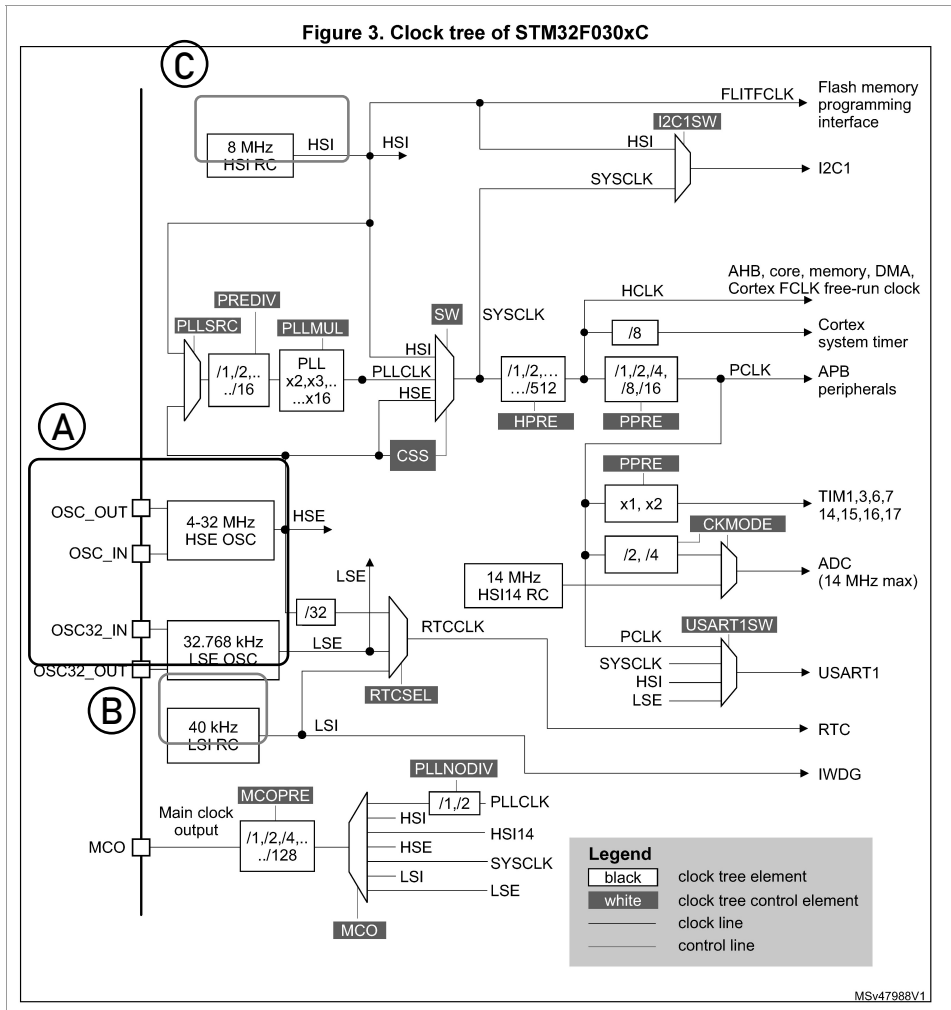 Figure 3. Clock tree of STM32F030xC
C
FLITFCLK
Flash memory
programming
interface
I2C1SW
8 MHz
HSI RC
HSI
HSI
HSI
I2C1
SYSCLK
AHB, core, memory, DMA,
Cortex FCLK free-run clock
HCLK
PREDIV
PLLSRC
PLLMUL
SW
SYSCLK
/8
Cortex
system timer
/1,/2,..
../16
PLL
x2,x3,..
...x16
HSI
PLLCLK
HSE
/1,/2,...
.../512
/1,/2,/4,
/8,/16
PCLK
APB
peripherals
HPRE
PPRE
A
CSS
PPRE
OSC_OUT
OSC_IN
4-32 MHz
HSE OSC
HSE
x1, x2
TIM1,3,6,7
14,15,16,17
CKMODE
/2, /4
LSE
14 MHz
HSI14 RC
ADC
(14 MHz max)
/32
OSC32_IN
OSC32_OUT
32.768 kHz
LSE OSC
LSE
RTCCLK
RTCSEL
USART1SW
PCLK
SYSCLK
HSI
LSE
USART1
B
40 kHz
LSI RC
LSI
RTC
IWDG
PLLNODIV
MCOPRE
Main clock
output
/1,/2
PLLCLK
HSI
HSI14
MCO
/1,/2,/4,..
../128
HSE
SYSCLK
LSI
LSE
MCO
Legend
black
clock tree element
white
clock tree control element
clock line
control line
MSv47988V1